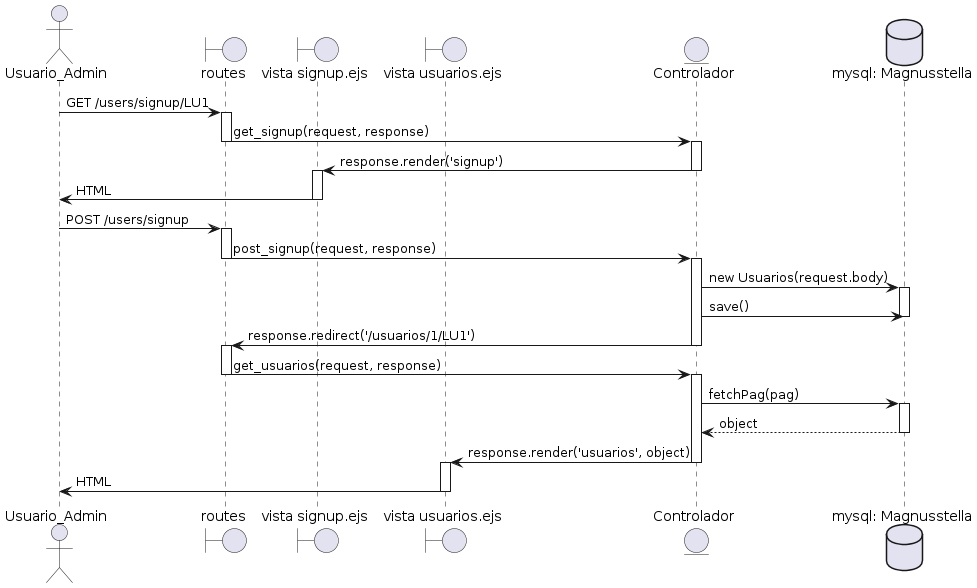 Usuario_Admin
routes
vista signup.ejs
vista usuarios.ejs
Controlador
mysql: Magnusstella
GET /users/signup/LU1
get_signup(request, response)
response.render('signup')
HTML
POST /users/signup
post_signup(request, response)
new Usuarios(request.body)
save()
response.redirect('/usuarios/1/LU1')
get_usuarios(request, response)
fetchPag(pag)
object
response.render('usuarios', object)
HTML
Usuario_Admin
routes
vista signup.ejs
vista usuarios.ejs
Controlador
mysql: Magnusstella